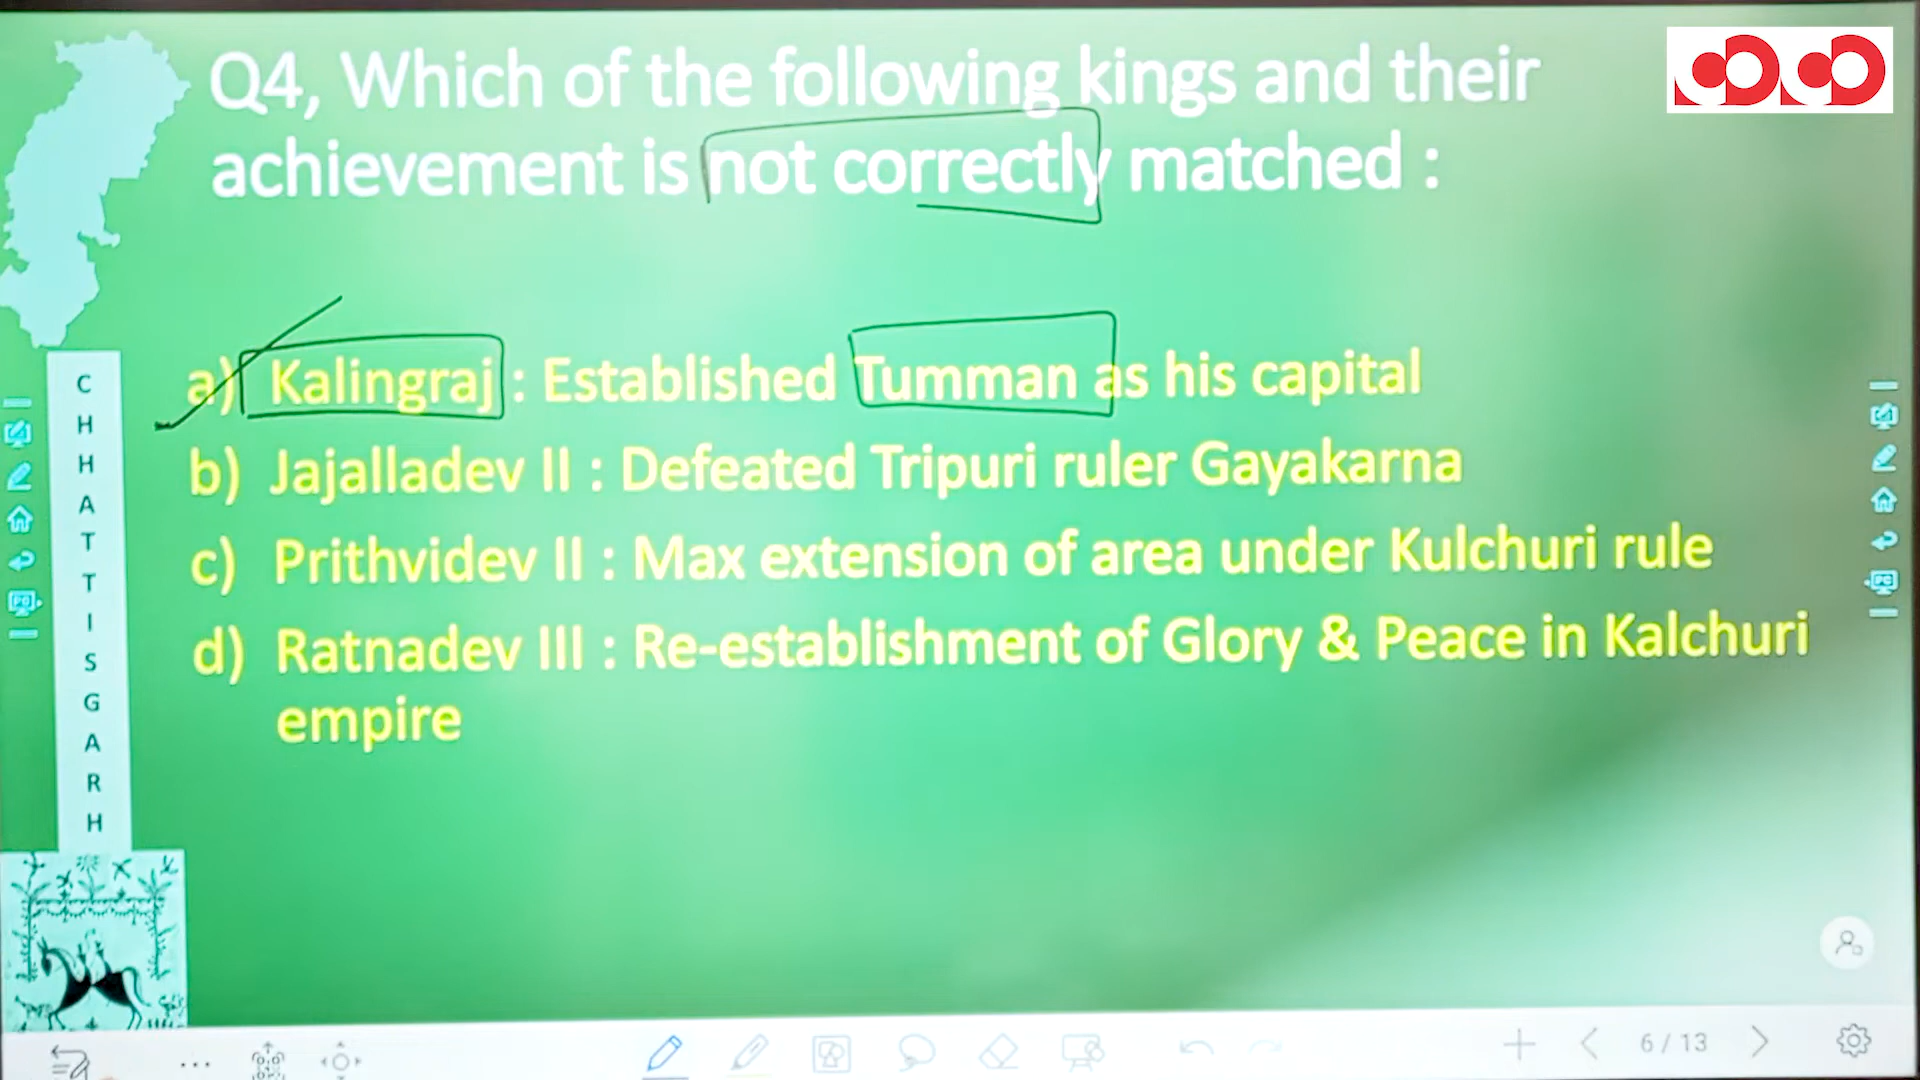 Q4, Which of the following kings and their
achievement is not correctly matched :
a) Kalingraj : Established Tumman as his capital
b) Jajalladev II : Defeated Tripuri ruler Gayakarna
c) Prithvidev II : Max extension of area under Kulchuri rule
d) Ratnadev III : Re-establishment of Glory & Peace in Kalchuri
empire
CHHATTISGARH
6 / 13